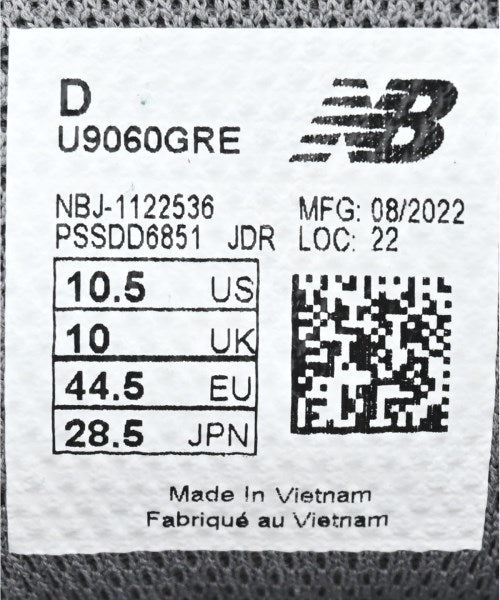 D
U9060GRE
NB
NBJ-1122536 MFG: 08/2022
PSSDD6851 JDR LOC: 22
10.5 US
10 UK
44.5 EU
28.5 JPN
Made In Vietnam
Fabriqué au Vietnam